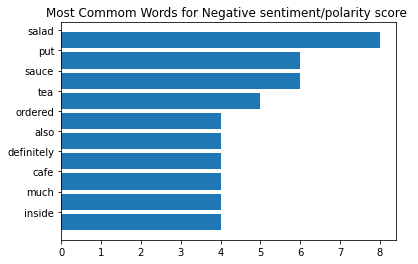 Most Commom Words for Negative sentiment/polarity score
salad
put
sauce
tea
ordered
also
definitely
cafe
much
inside
0 1 2 3 4 5 6 7 8